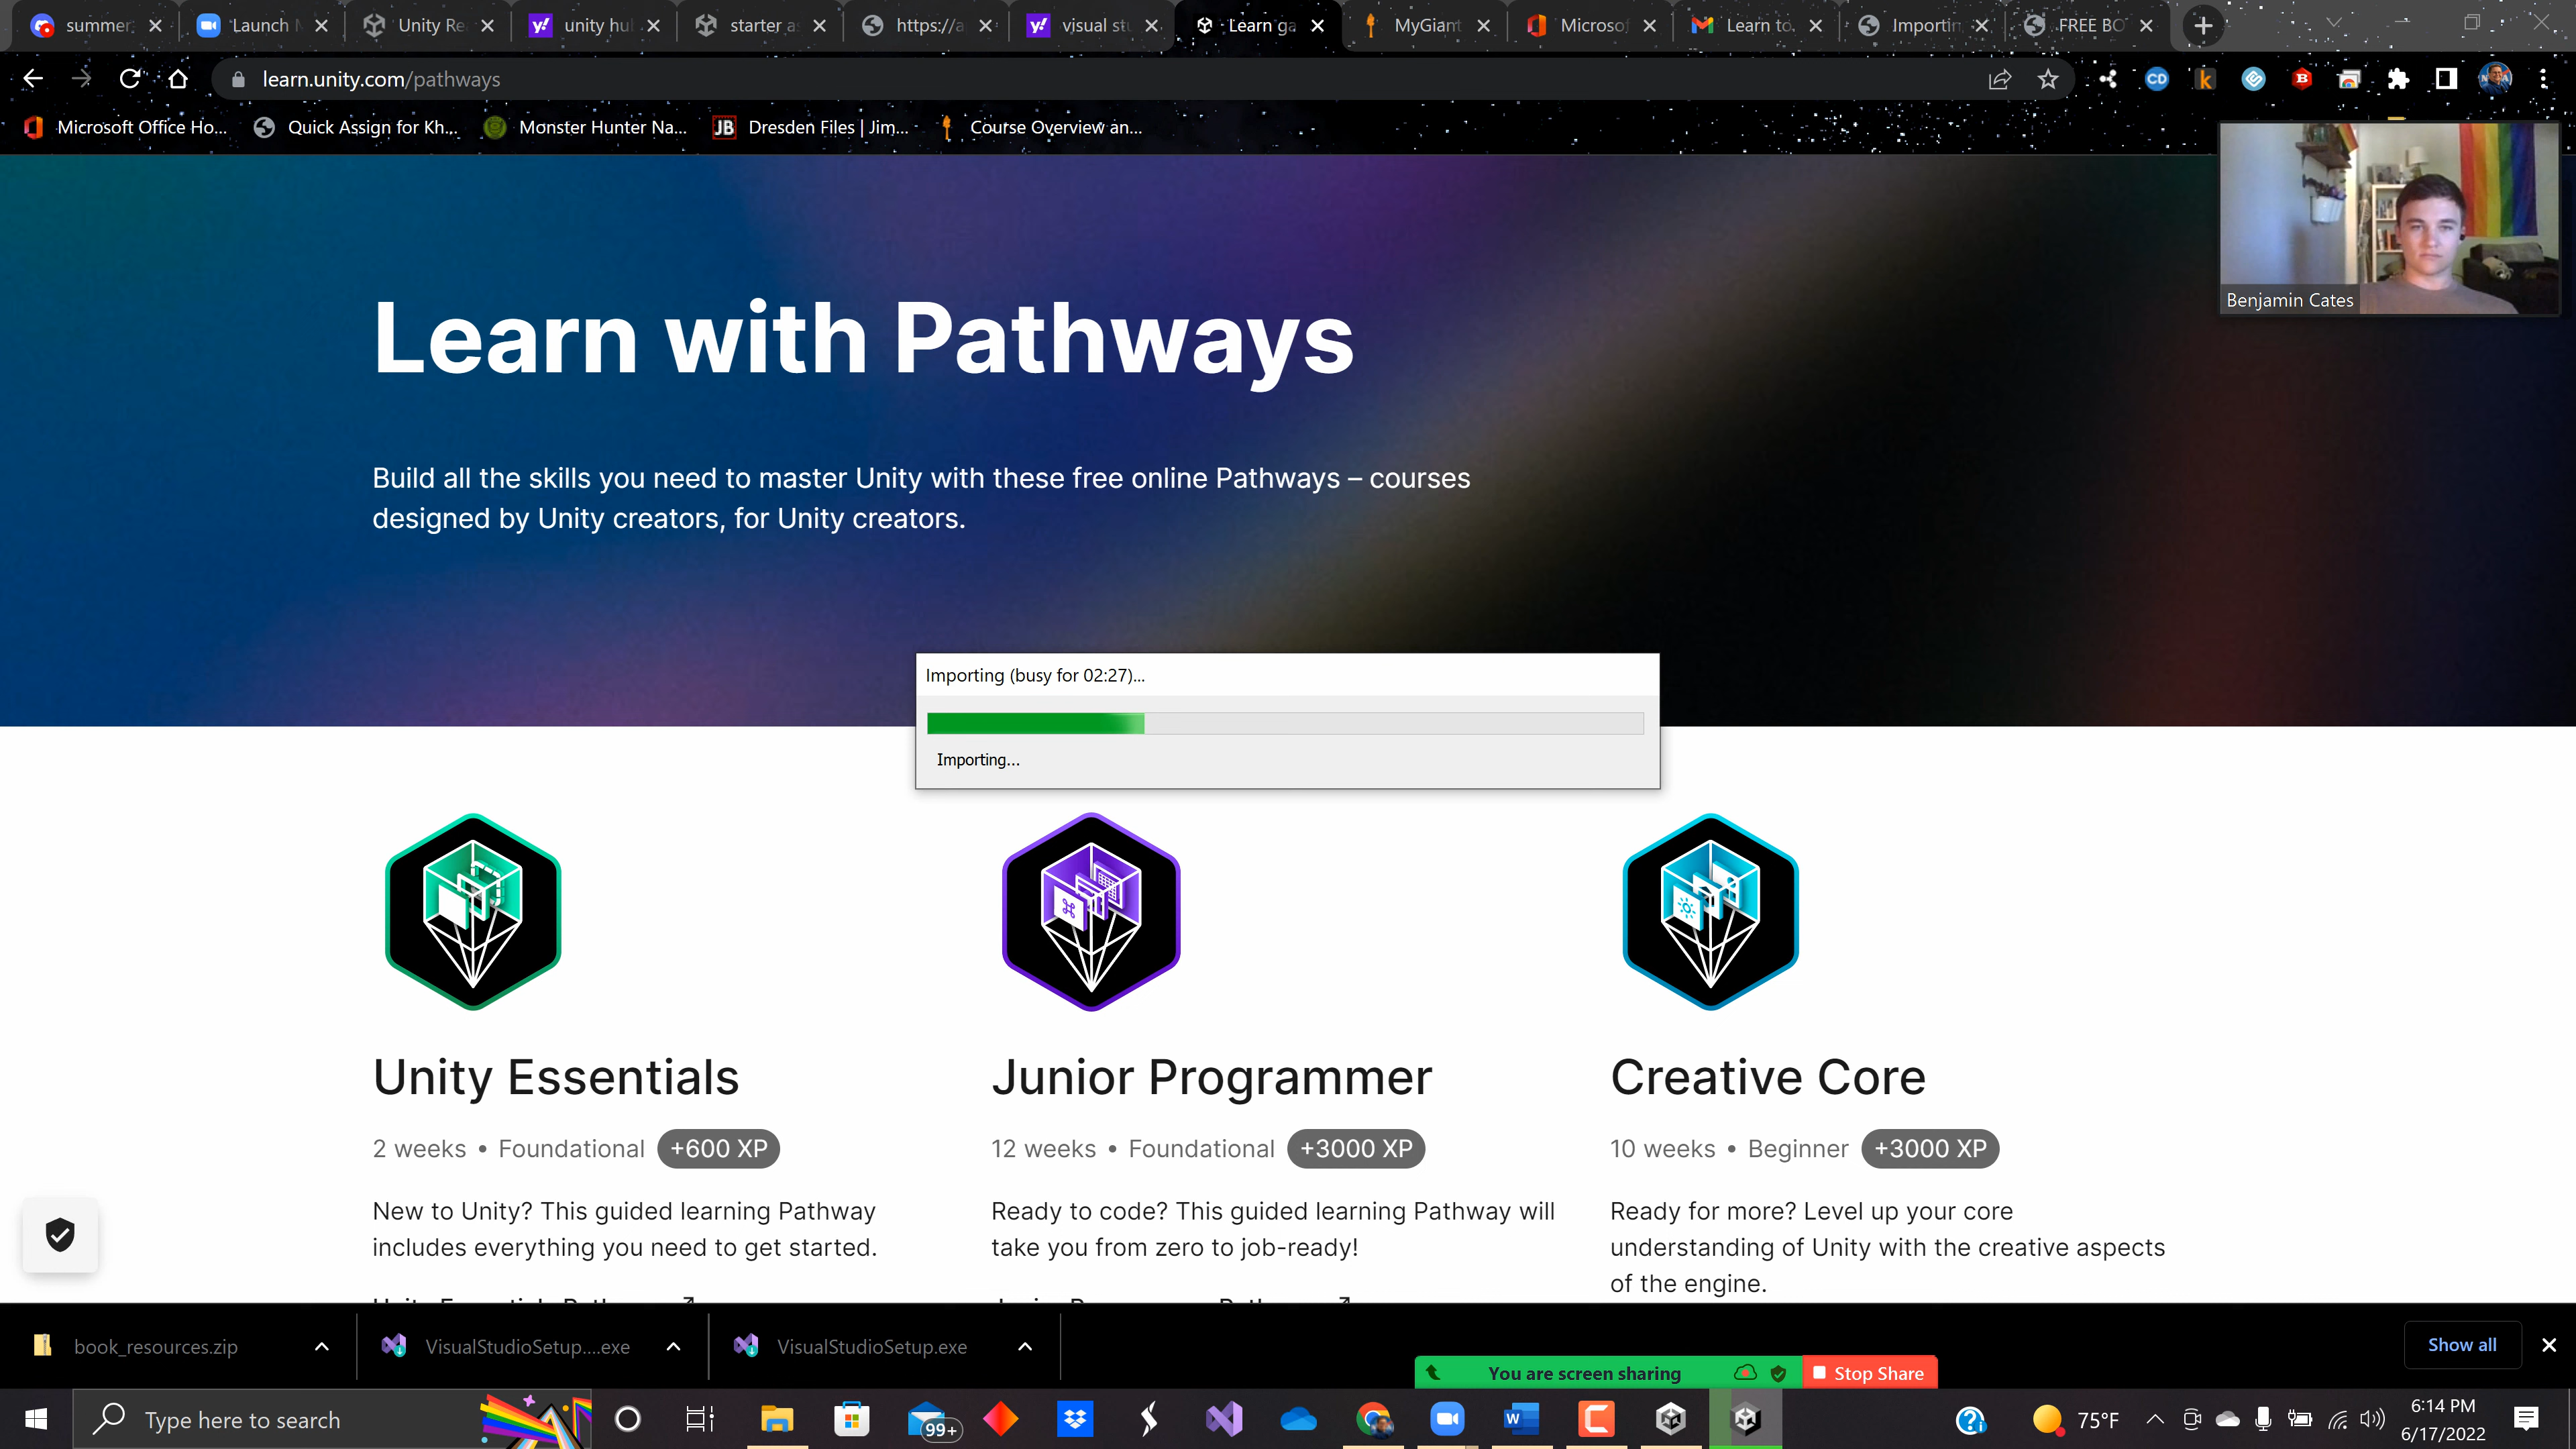 summer
Launch M
Unity Re
unity hu
starter as
https://a
visual stu
Learn ga
MyGiant
Microsof
Learn to
Importin
FREE BO
learn.unity.com/pathways
Microsoft Office Ho...
Quick Assign for Kh...
Monster Hunter Na...
JB
Dresden Files | Jim...
Course Overview an...
CD
k
B
Learn with Pathways
Benjamin Cates
Build all the skills you need to master Unity with these free online Pathways – courses
designed by Unity creators, for Unity creators.
Importing (busy for 02:27)...
Importing...
Unity Essentials
2 weeks • Foundational +600 XP
New to Unity? This guided learning Pathway
includes everything you need to get started.
Junior Programmer
12 weeks • Foundational +3000 XP
Ready to code? This guided learning Pathway will
take you from zero to job-ready!
Creative Core
10 weeks • Beginner +3000 XP
Ready for more? Level up your core
understanding of Unity with the creative aspects
of the engine.
book_resources.zip
VisualStudioSetup....exe
VisualStudioSetup.exe
Show all
You are screen sharing
Stop Share
Type here to search
99+
75°F
6:14 PM
6/17/2022